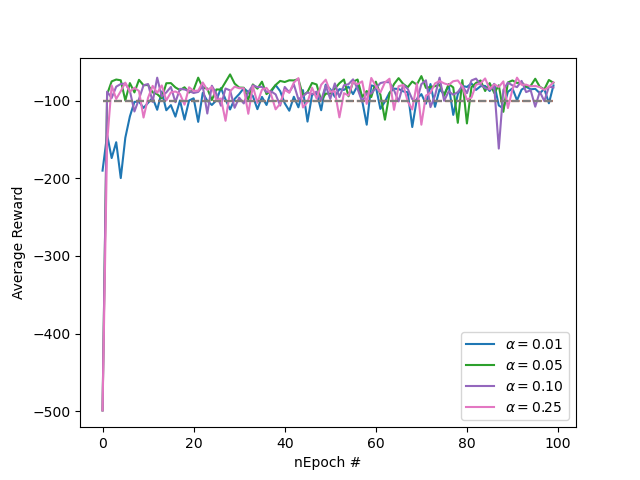 −100
−200
−300
−400
−500
Average Reward
0
20
40
60
80
100
nEpoch #
α = 0.01
α = 0.05
α = 0.10
α = 0.25